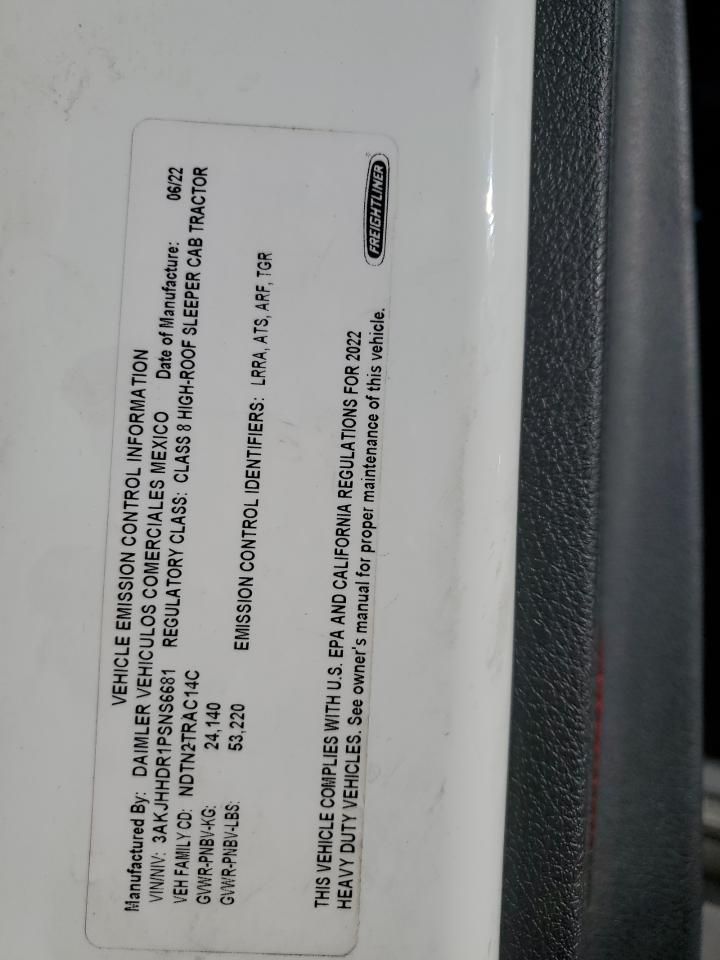 VEHICLE EMISSION CONTROL INFORMATION
Manufactured By: DAIMLER VEHICULOS COMERCIALES MEXICO Date of Manufacture: 06/22
VIN/NIV: 3AKJHHDR1PSNS6681 REGULATORY CLASS: CLASS 8 HIGH-ROOF SLEEPER CAB TRACTOR
VEH FAMILY CD: NDTN2TRAC14C
GVWR-PNBV-KG: 24,140
GVWR-PNBV-LBS: 53,220 EMISSION CONTROL IDENTIFIERS: LRRA, ATS, ARF, TGR
THIS VEHICLE COMPLIES WITH U.S. EPA AND CALIFORNIA REGULATIONS FOR 2022
HEAVY DUTY VEHICLES. See owner's manual for proper maintenance of this vehicle.
FREIGHTLINER